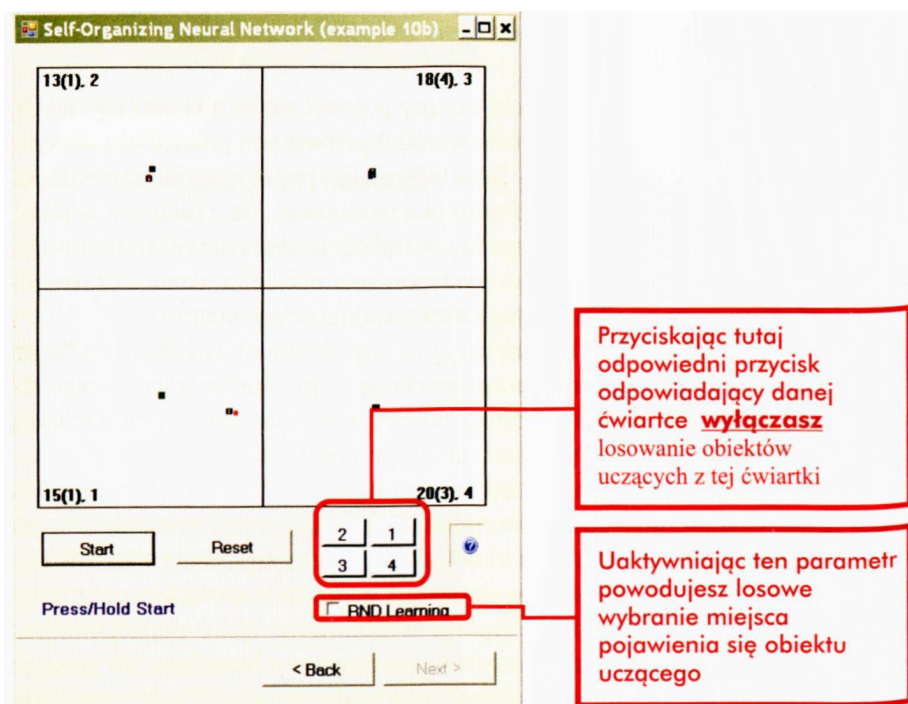 Self-Organizing Neural Network (example 10b)
13(1). 2
18(4). 3
15(1). 1
20(3). 4
Start
Reset
2
1
3
4
Press/Hold Start
RND Learning
< Back
Next >
Przyciskając tutaj
odpowiedni przycisk
odpowiadający danej
ćwiartce wyłączasz
losowanie obiektów
uczących z tej ćwiartki
Uaktywniając ten parametr
powodujesz losowe
wybranie miejsca
pojawienia się obiektu
uczącego